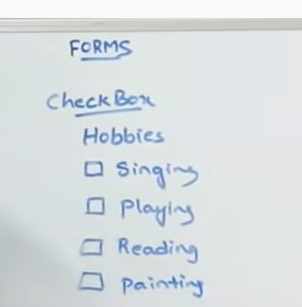 FORMS
CheckBox
Hobbies
☐ Singing
☐ Playing
☐ Reading
☐ Painting